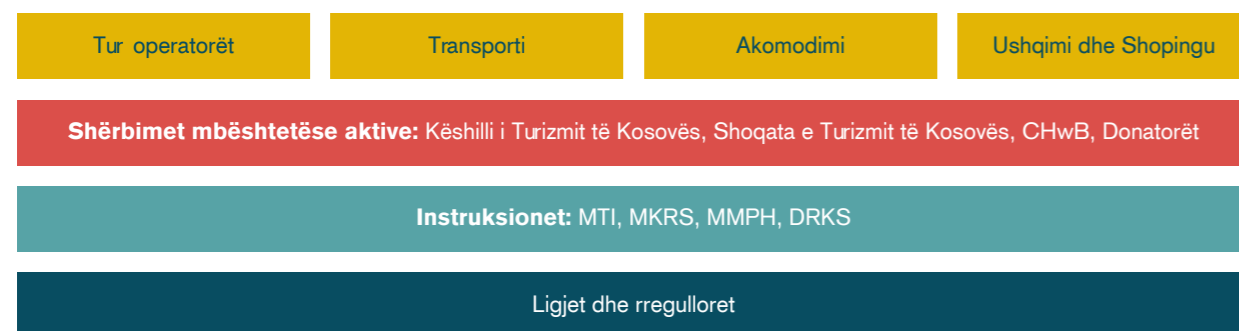 Tur operatorët
Transporti
Akomodimi
Ushqimi dhe Shopingu
Shërbimet mbështetëse aktive: Këshilli i Turizmit të Kosovës, Shoqata e Turizmit të Kosovës, CHwB, Donatorët
Instruksionet: MTI, MKRS, MMPH, DRKS
Ligjet dhe rregulloret